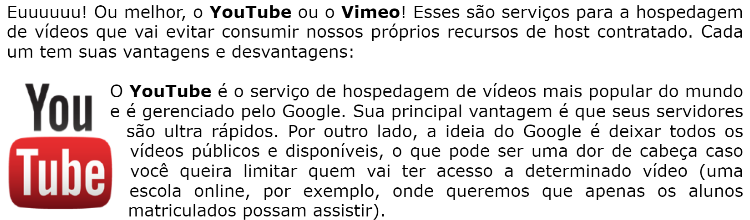 Euuuuuu! Ou melhor, o YouTube ou o Vimeo! Esses são serviços para a hospedagem
de vídeos que vai evitar consumir nossos próprios recursos de host contratado. Cada
um tem suas vantagens e desvantagens:
You
Tube
O YouTube é o serviço de hospedagem de vídeos mais popular do mundo
e é gerenciado pelo Google. Sua principal vantagem é que seus servidores
são ultra rápidos. Por outro lado, a ideia do Google é deixar todos os
vídeos públicos e disponíveis, o que pode ser uma dor de cabeça caso
você queira limitar quem vai ter acesso a determinado vídeo (uma
escola online, por exemplo, onde queremos que apenas os alunos
matriculados possam assistir).